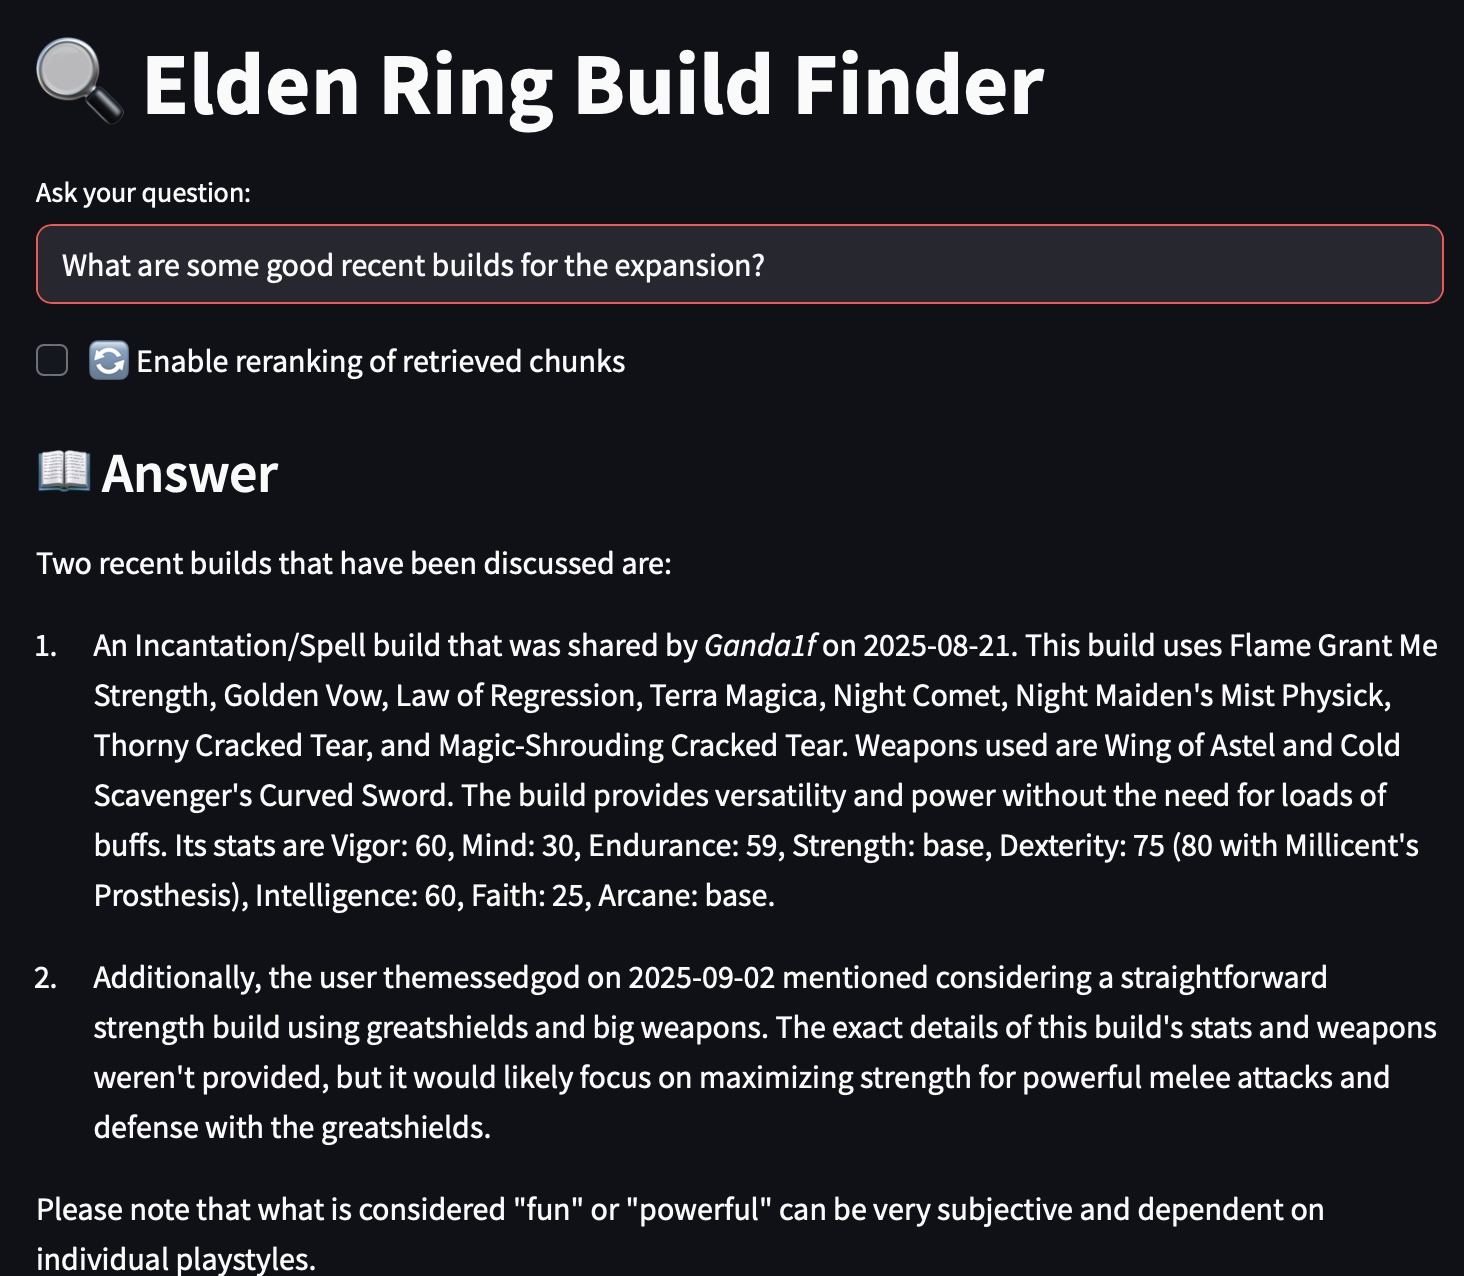 Elden Ring Build Finder
Ask your question:
What are some good recent builds for the expansion?
Enable reranking of retrieved chunks
Answer
Two recent builds that have been discussed are:
1. An Incantation/Spell build that was shared by Ganda1f on 2025-08-21. This build uses Flame Grant Me
Strength, Golden Vow, Law of Regression, Terra Magica, Night Comet, Night Maiden's Mist Physick,
Thorny Cracked Tear, and Magic-Shrouding Cracked Tear. Weapons used are Wing of Astel and Cold
Scavenger's Curved Sword. The build provides versatility and power without the need for loads of
buffs. Its stats are Vigor: 60, Mind: 30, Endurance: 59, Strength: base, Dexterity: 75 (80 with Millicent's
Prosthesis), Intelligence: 60, Faith: 25, Arcane: base.
2. Additionally, the user themessedgod on 2025-09-02 mentioned considering a straightforward
strength build using greatshields and big weapons. The exact details of this build's stats and weapons
weren't provided, but it would likely focus on maximizing strength for powerful melee attacks and
defense with the greatshields.
Please note that what is considered "fun" or "powerful" can be very subjective and dependent on
individual playstyles.